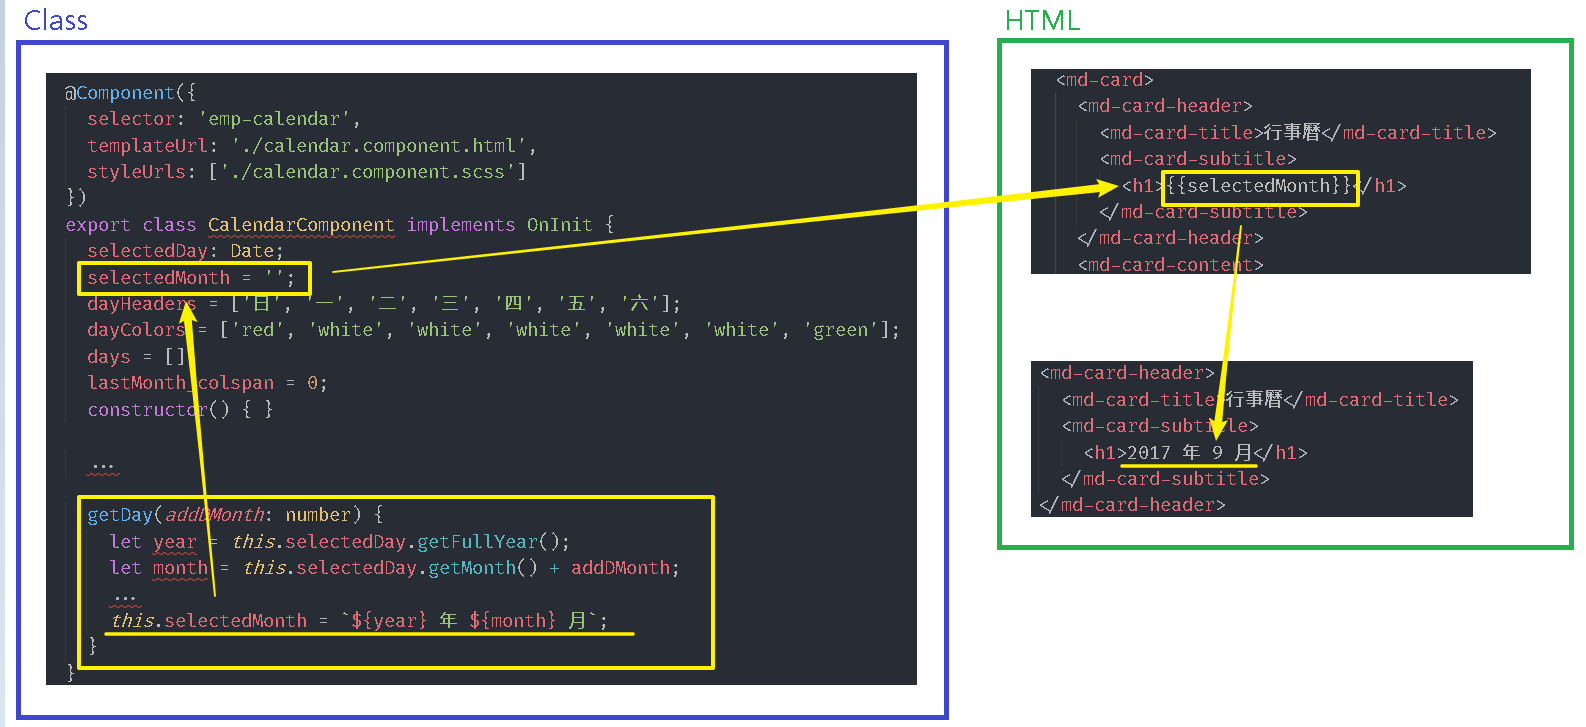 Class
@Component({
selector: 'emp-calendar',
templateUrl: './calendar.component.html',
styleUrls: ['./calendar.component.scss']
})
export class CalendarComponent implements OnInit {
selectedDay: Date;
selectedMonth = '';
dayHeaders = ['日', '一', '二', '三', '四', '五', '六'];
dayColors = ['red', 'white', 'white', 'white', 'white', 'white', 'green'];
days = []
lastMonth_colspan = 0;
constructor() { }
...
getDay(addDMonth: number) {
let year = this.selectedDay.getFullYear();
let month = this.selectedDay.getMonth() + addDMonth;
...
this.selectedMonth = `${year} 年 ${month} 月`;
}
}
HTML
<md-card>
<md-card-header>
<md-card-title>行事曆</md-card-title>
<md-card-subtitle>
<h1>{{selectedMonth}}</h1>
</md-card-subtitle>
</md-card-header>
<md-card-content>
<md-card-header>
<md-card-title>行事曆</md-card-title>
<md-card-subtitle>
<h1>2017 年 9 月</h1>
</md-card-subtitle>
</md-card-header>